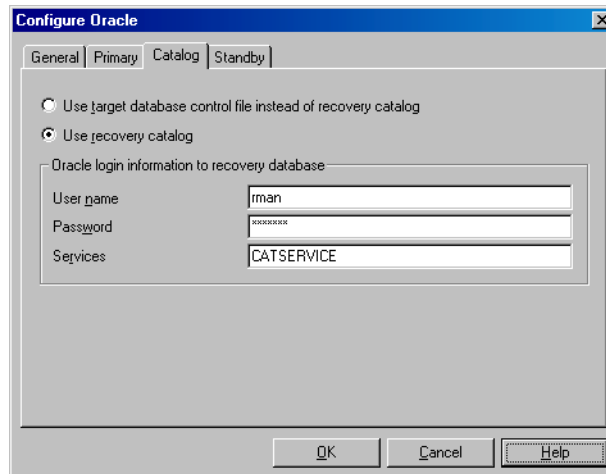 Configure Oracle
General Primary Catalog Standby
Use target database control file instead of recovery catalog
Use recovery catalog
Oracle login information to recovery database
User name rman
Password *******
Services CATSERVICE
OK Cancel Help